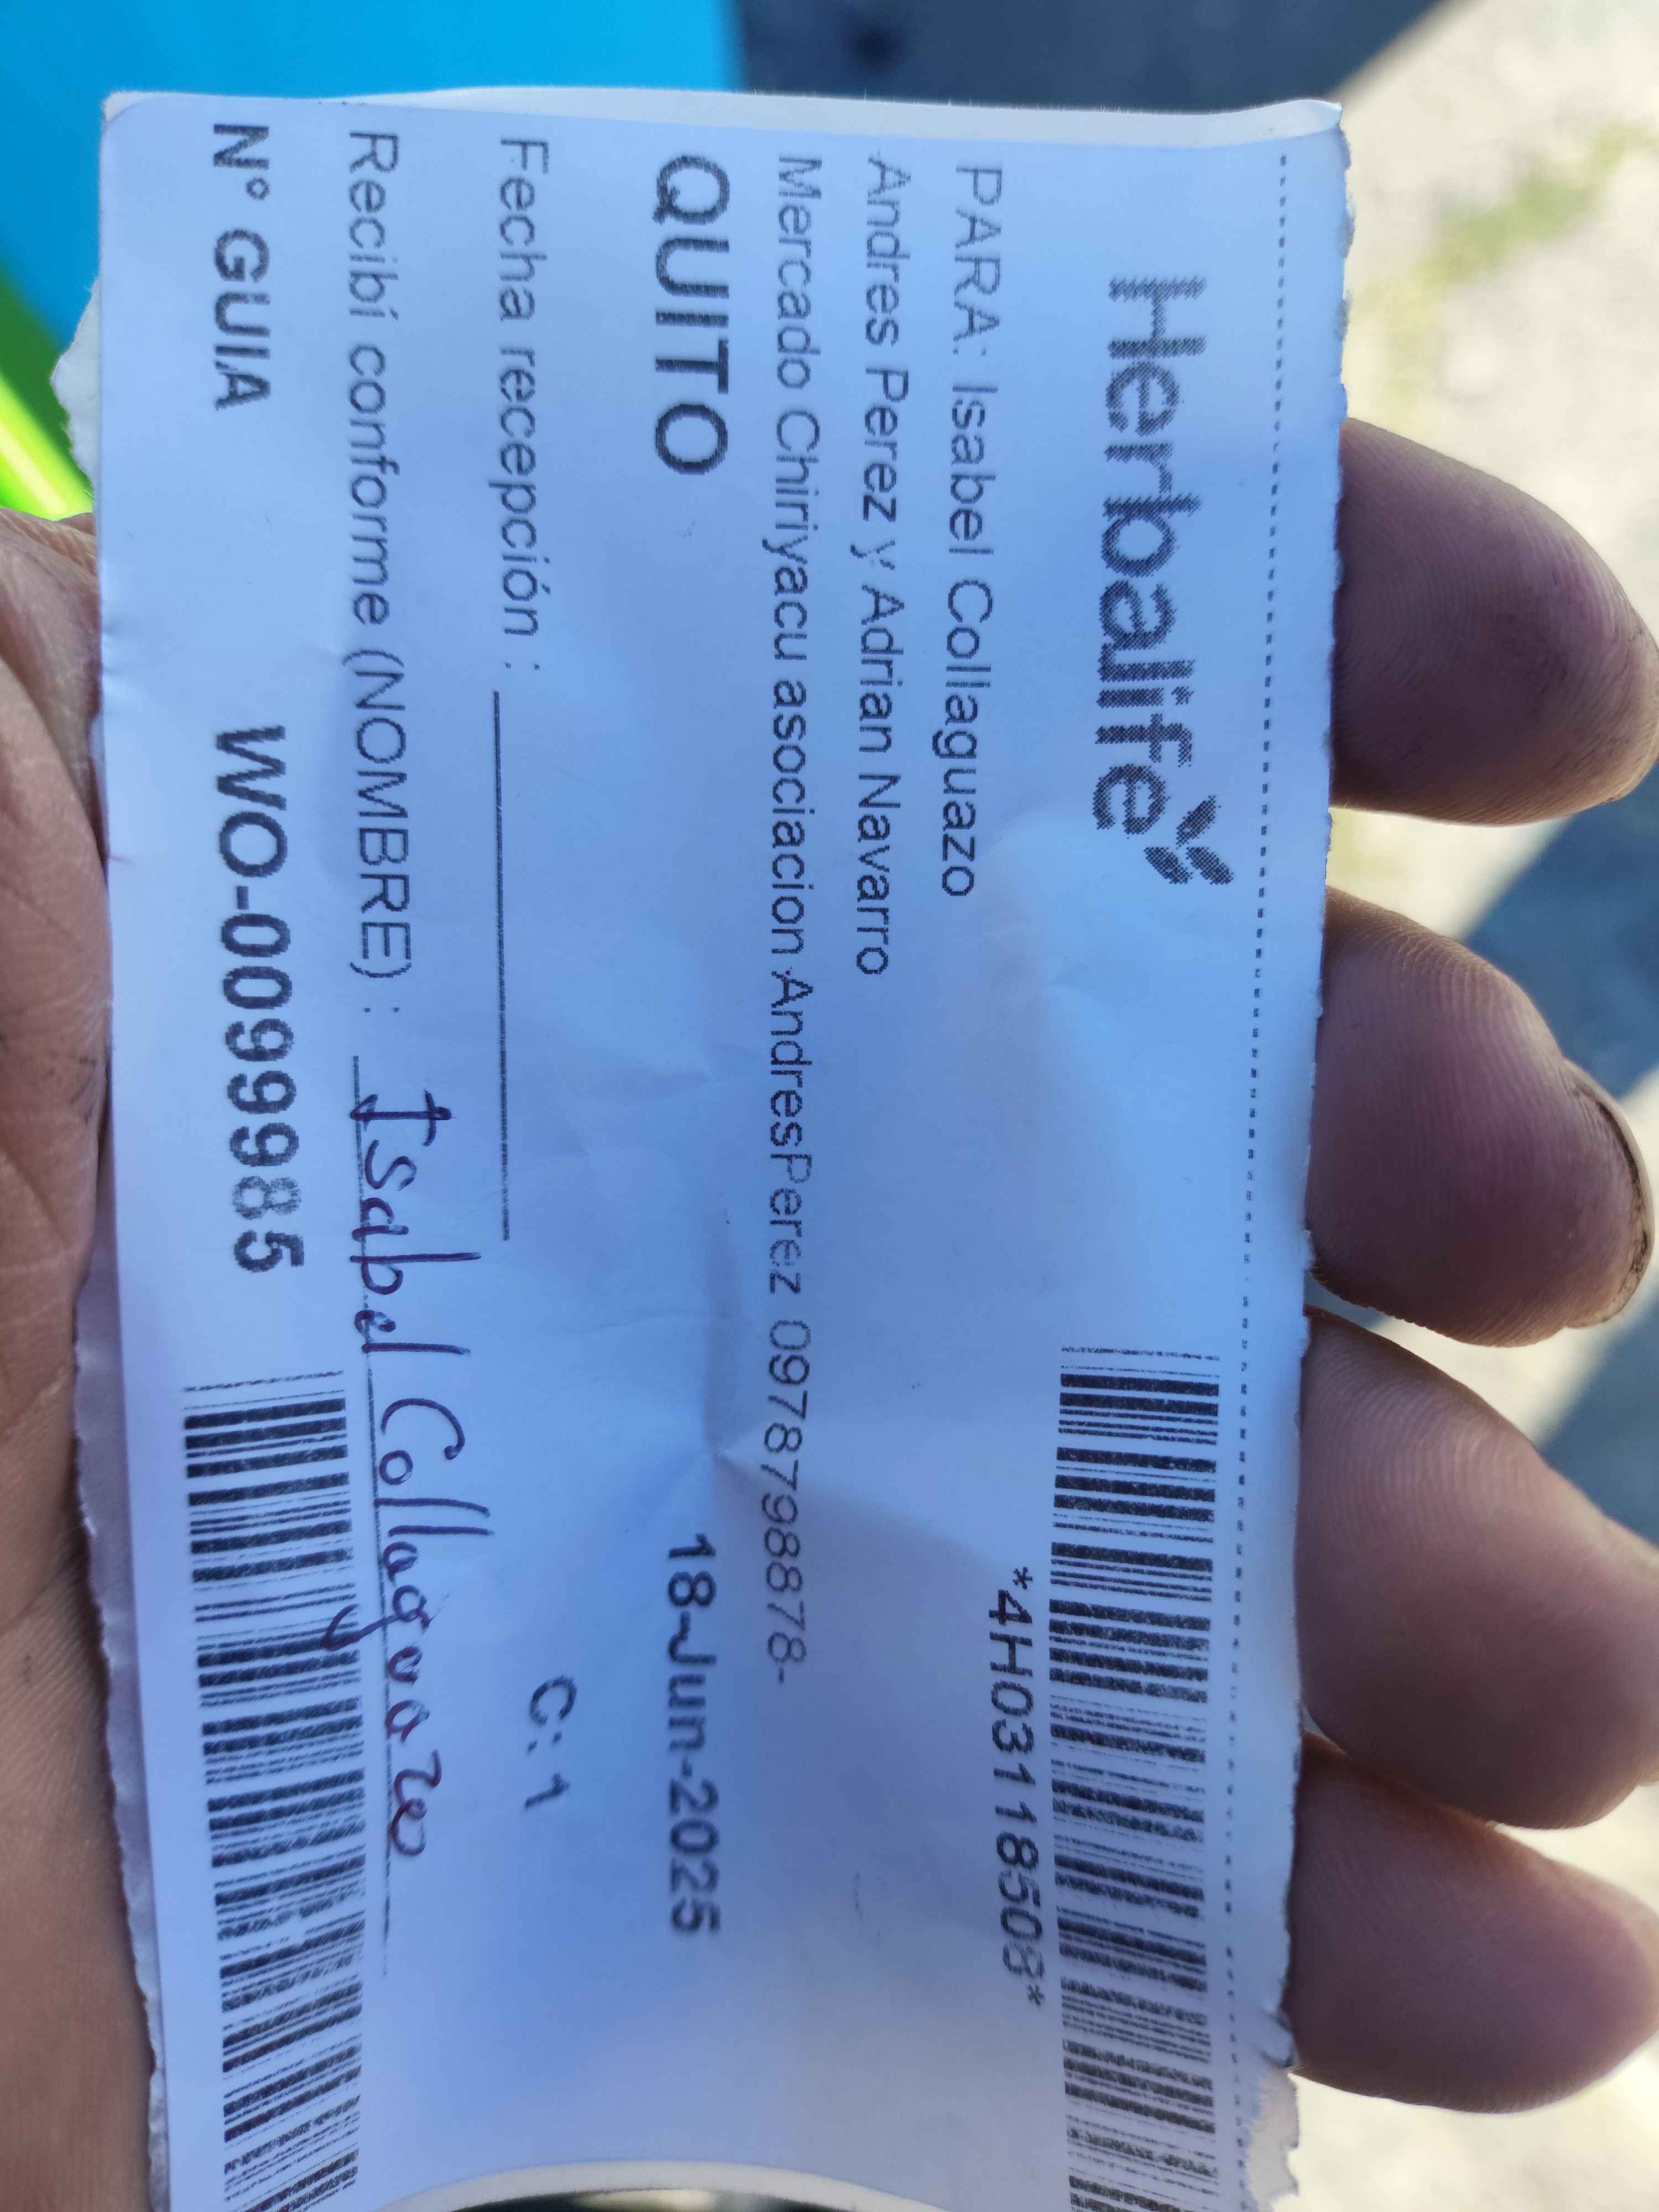 Herbalife
*4H03118508*
PARA: Isabel Collaguazo
Andres Perez y Adrian Navarro
Mercado Chiriyacu asociacion AndresPerez 0978798878-
QUITO 18-Jun-2025
Fecha recepción : C: 1
Recibí conforme (NOMBRE) : Isabel Collaguazo
N° GUIA WO-0099985